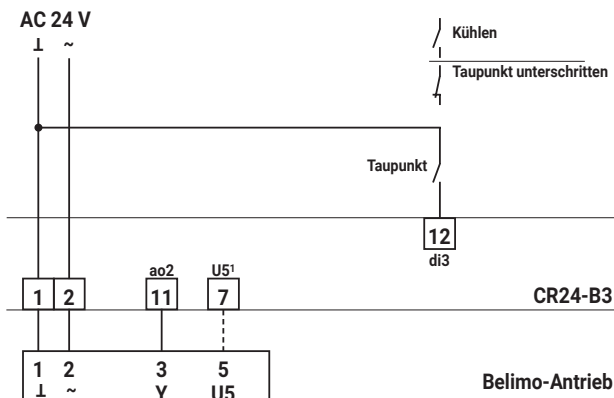 AC 24 V
⊥ ~
Kühlen
Taupunkt unterschritten
Taupunkt
12
di3
ao2 U5¹
1 2 11 7
CR24-B3
1 2 3 5
⊥ ~ Y U5
Belimo-Antrieb